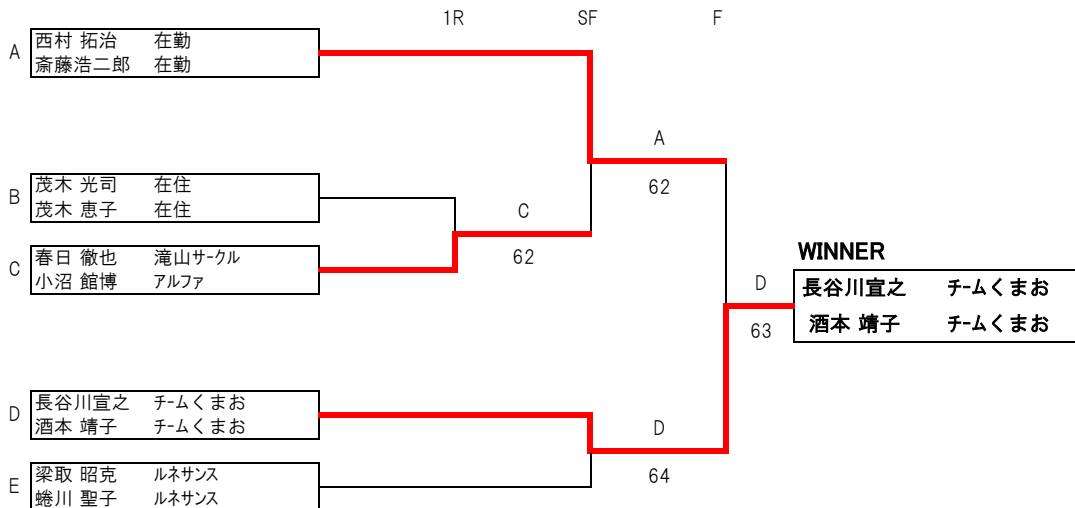 1R SF F
A 西村 拓治 在勤
斎藤浩二郎 在勤
A
62
B 茂木 光司 在住
茂木 恵子 在住
C
62
C 春日 徹也 滝山サークル
小沼 館博 アルファ
WINNER
D
63
長谷川宣之 チームくまお
酒本 靖子 チームくまお
D 長谷川宣之 チームくまお
酒本 靖子 チームくまお
D
64
E 梁取 昭克 ルネサンス
蜷川 聖子 ルネサンス